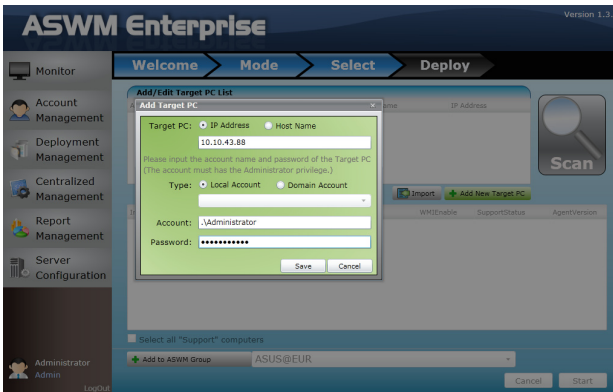 ASWM Enterprise
Version 1.3.
Monitor
Account
Management
Deployment
Management
Centralized
Management
Report
Management
Server
Configuration
Administrator
Admin
LogOut
Welcome
Mode
Select
Deploy
Add/Edit Target PC List
IP Address
Scan
Import
Add New Target PC
WMIEnable
SupportStatus
AgentVersion
Add Target PC
Target PC:
IP Address
Host Name
10.10.43.88
Please input the account name and password of the Target PC
(The account must has the Administrator privilege.)
Type:
Local Account
Domain Account
Account:
.\Administrator
Password:
•••••••••••
Save
Cancel
Select all "Support" computers
Add to ASWM Group
ASUS@EUR
Cancel
Start